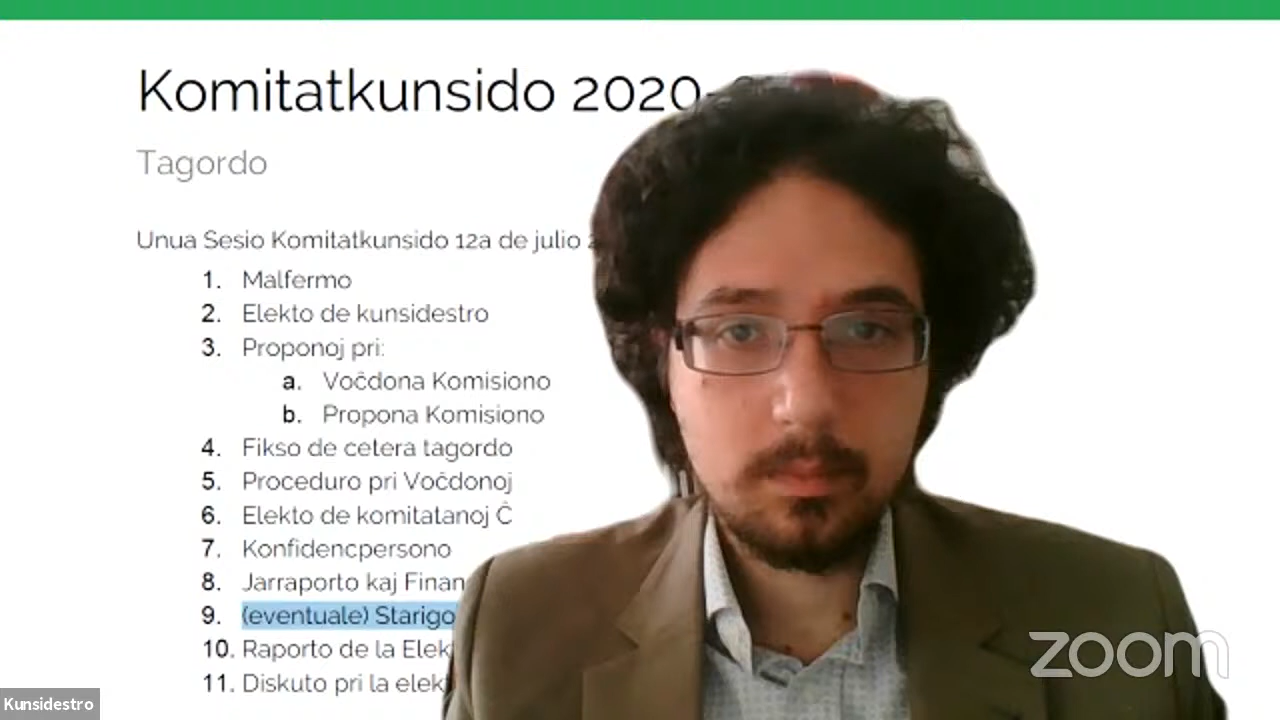 Komitatkunsido 2020-
Tagordo
Unua Sesio Komitatkunsido 12a de julio
1. Malfermo
2. Elekto de kunsidestro
3. Proponoj pri:
a. Voĉdona Komisiono
b. Propona Komisiono
4. Fikso de cetera tagordo
5. Proceduro pri Voĉdonoj
6. Elekto de komitatanoj Ĉ
7. Konfidencpersono
8. Jarraporto kaj Finan
9. (eventuale) Starigo
10. Raporto de la Elek
11. Diskuto pri la elek
zoom
Kunsidestro